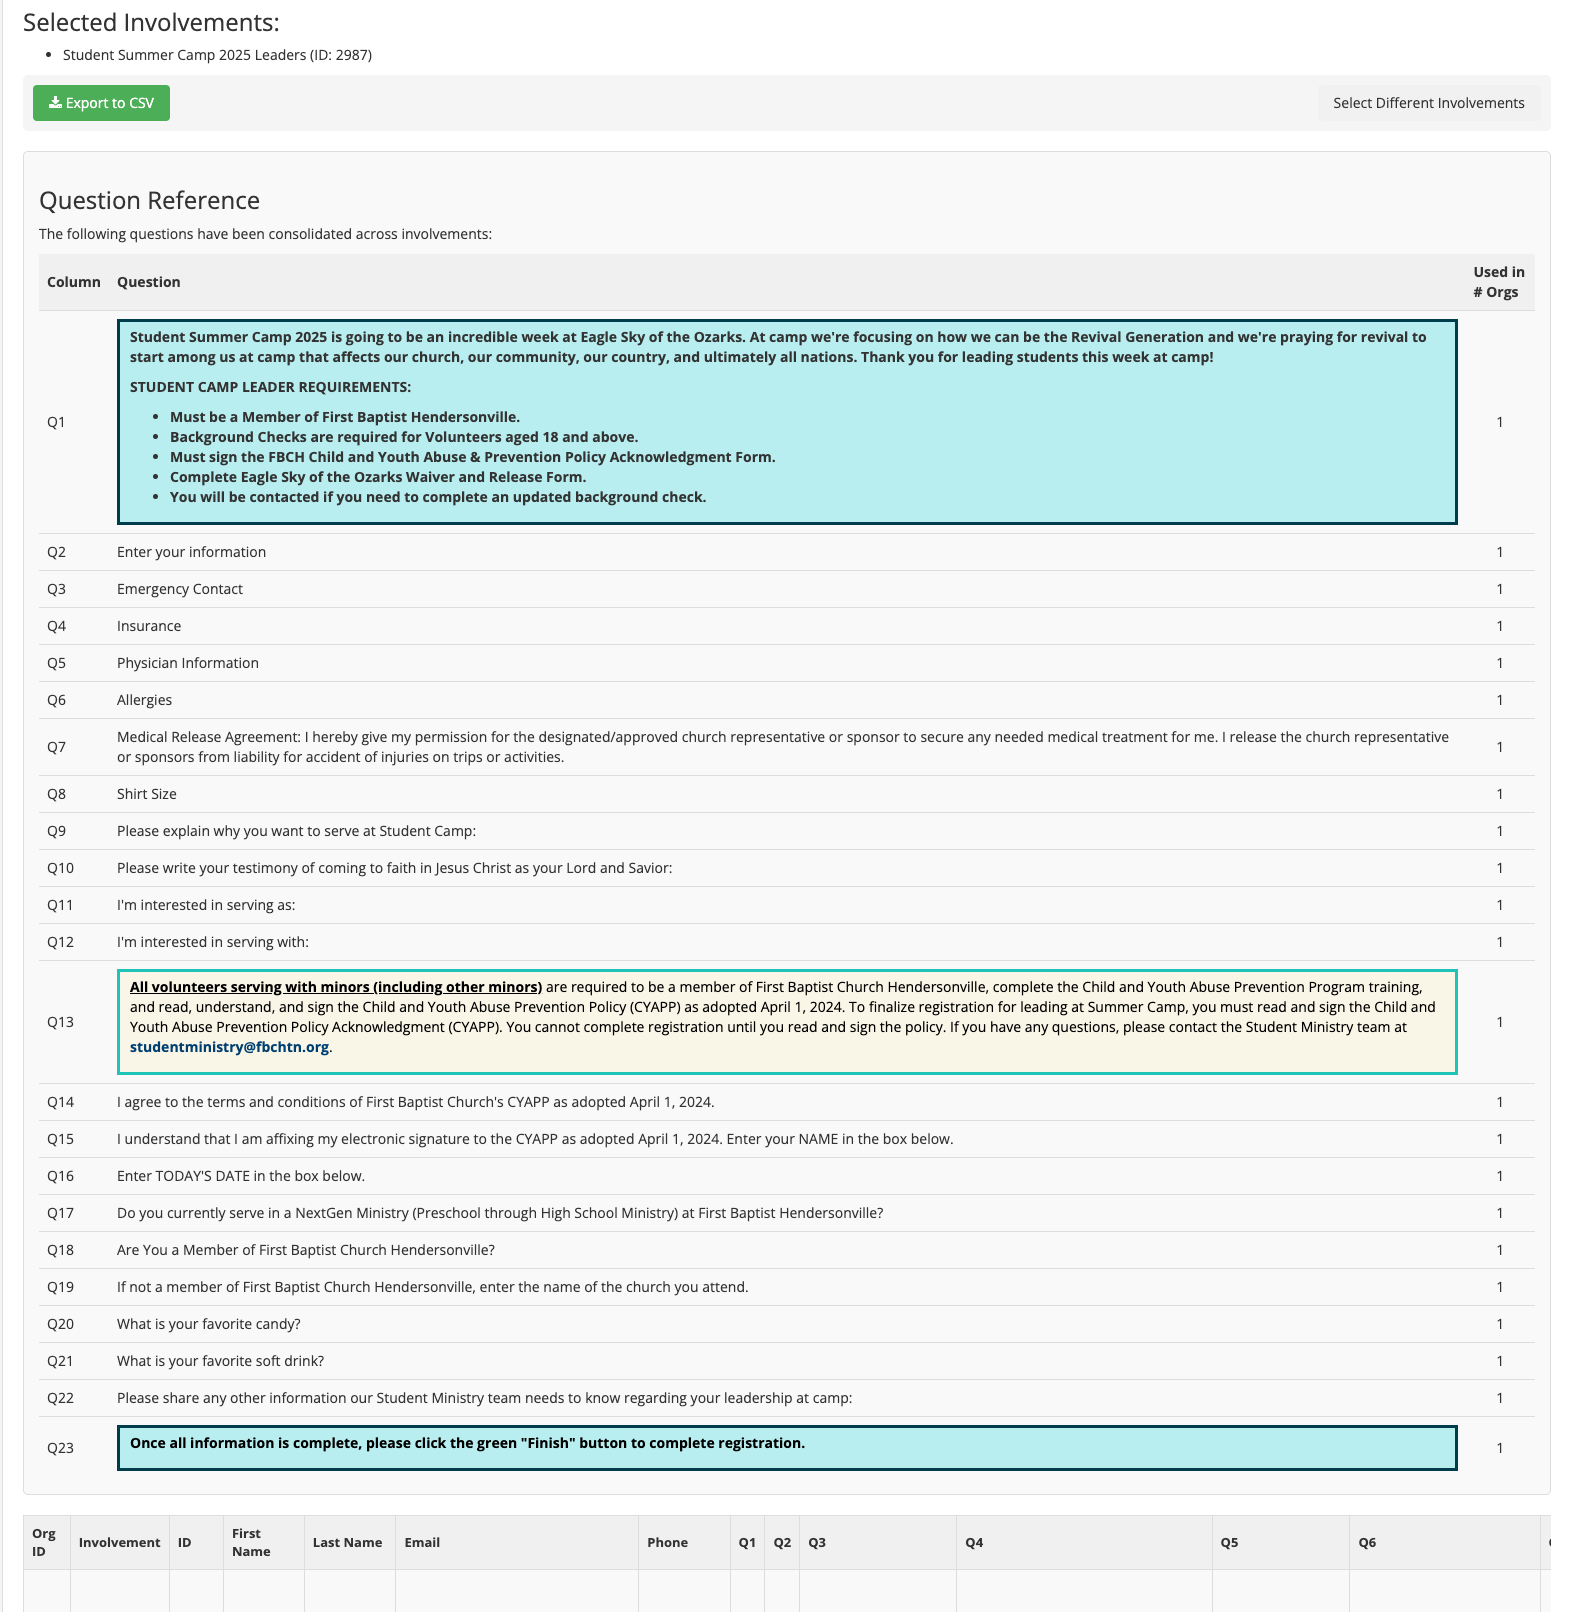 Selected Involvements:
• Student Summer Camp 2025 Leaders (ID: 2987)
Export to CSV
Select Different Involvements
Question Reference
The following questions have been consolidated across involvements:
Column Question Used in # Orgs
Q1
Student Summer Camp 2025 is going to be an incredible week at Eagle Sky of the Ozarks. At camp we're focusing on how we can be the Revival Generation and we're praying for revival to
start among us at camp that affects our church, our community, our country, and ultimately all nations. Thank you for leading students this week at camp!
STUDENT CAMP LEADER REQUIREMENTS:
• Must be a Member of First Baptist Hendersonville.
• Background Checks are required for Volunteers aged 18 and above.
• Must sign the FBCH Child and Youth Abuse & Prevention Policy Acknowledgment Form.
• Complete Eagle Sky of the Ozarks Waiver and Release Form.
• You will be contacted if you need to complete an updated background check.
1
Q2 Enter your information 1
Q3 Emergency Contact 1
Q4 Insurance 1
Q5 Physician Information 1
Q6 Allergies 1
Q7 Medical Release Agreement: I hereby give my permission for the designated/approved church representative or sponsor to secure any needed medical treatment for me. I release the church representative
or sponsors from liability for accident of injuries on trips or activities. 1
Q8 Shirt Size 1
Q9 Please explain why you want to serve at Student Camp: 1
Q10 Please write your testimony of coming to faith in Jesus Christ as your Lord and Savior: 1
Q11 I'm interested in serving as: 1
Q12 I'm interested in serving with: 1
Q13
All volunteers serving with minors (including other minors) are required to be a member of First Baptist Church Hendersonville, complete the Child and Youth Abuse Prevention Program training,
and read, understand, and sign the Child and Youth Abuse Prevention Policy (CYAPP) as adopted April 1, 2024. To finalize registration for leading at Summer Camp, you must read and sign the Child and
Youth Abuse Prevention Policy Acknowledgment (CYAPP). You cannot complete registration until you read and sign the policy. If you have any questions, please contact the Student Ministry team at
studentministry@fbchtn.org.
1
Q14 I agree to the terms and conditions of First Baptist Church's CYAPP as adopted April 1, 2024. 1
Q15 I understand that I am affixing my electronic signature to the CYAPP as adopted April 1, 2024. Enter your NAME in the box below. 1
Q16 Enter TODAY'S DATE in the box below. 1
Q17 Do you currently serve in a NextGen Ministry (Preschool through High School Ministry) at First Baptist Hendersonville? 1
Q18 Are You a Member of First Baptist Church Hendersonville? 1
Q19 If not a member of First Baptist Church Hendersonville, enter the name of the church you attend. 1
Q20 What is your favorite candy? 1
Q21 What is your favorite soft drink? 1
Q22 Please share any other information our Student Ministry team needs to know regarding your leadership at camp: 1
Q23 Once all information is complete, please click the green "Finish" button to complete registration. 1
Org ID Involvement ID First Name Last Name Email Phone Q1 Q2 Q3 Q4 Q5 Q6